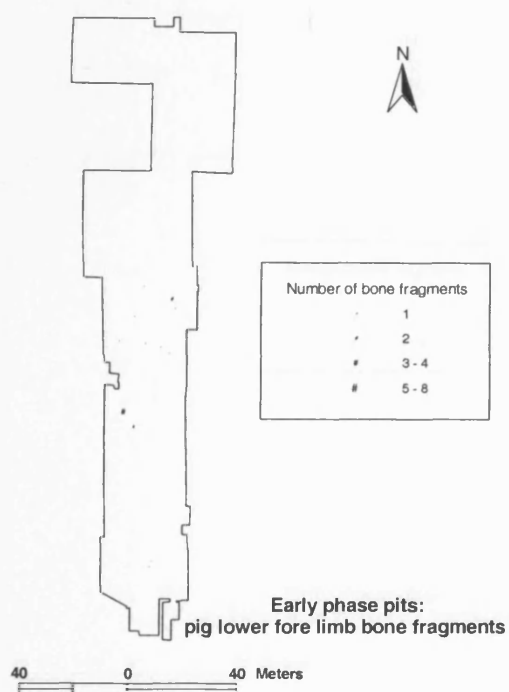 N
Number of bone fragments
1
2
3 - 4
5 - 8
Early phase pits:
pig lower fore limb bone fragments
40 0 40 Meters